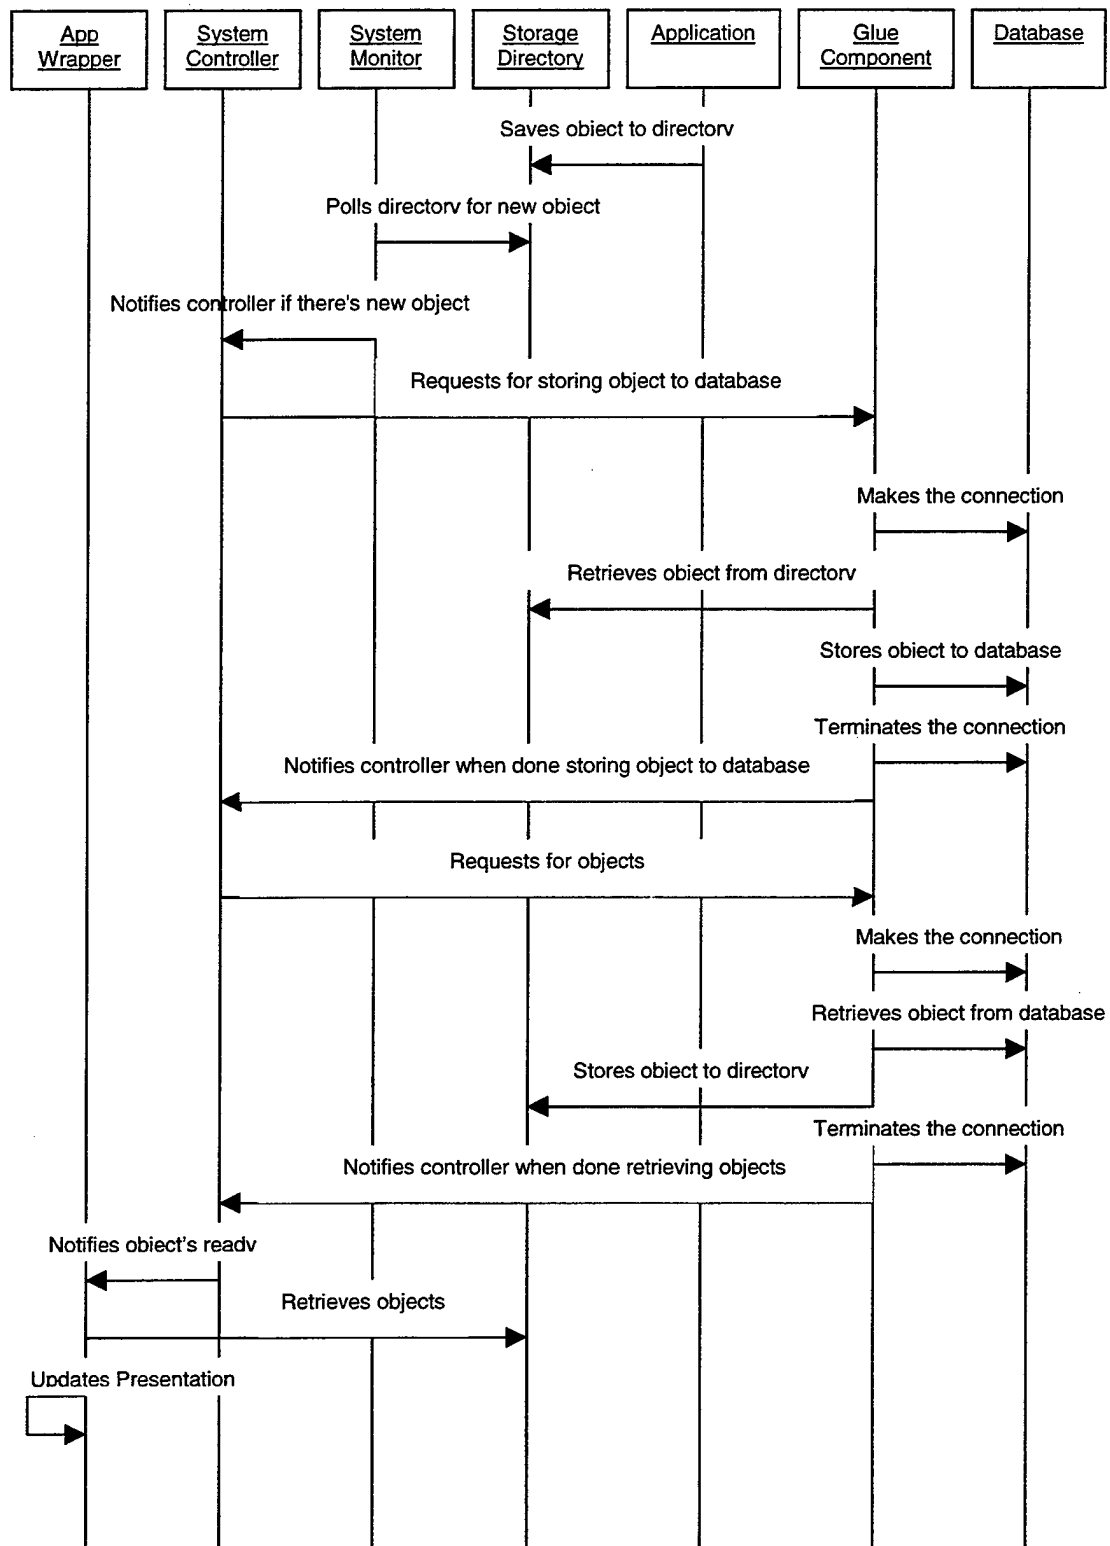 App
Wrapper
System
Controller
System
Monitor
Storage
Directory
Application
Glue
Component
Database
Saves object to directory
Polls directory for new object
Notifies controller if there's new object
Requests for storing object to database
Makes the connection
Retrieves object from directory
Stores object to database
Terminates the connection
Notifies controller when done storing object to database
Requests for objects
Makes the connection
Retrieves object from database
Stores object to directory
Terminates the connection
Notifies controller when done retrieving objects
Notifies object's ready
Retrieves objects
Updates Presentation